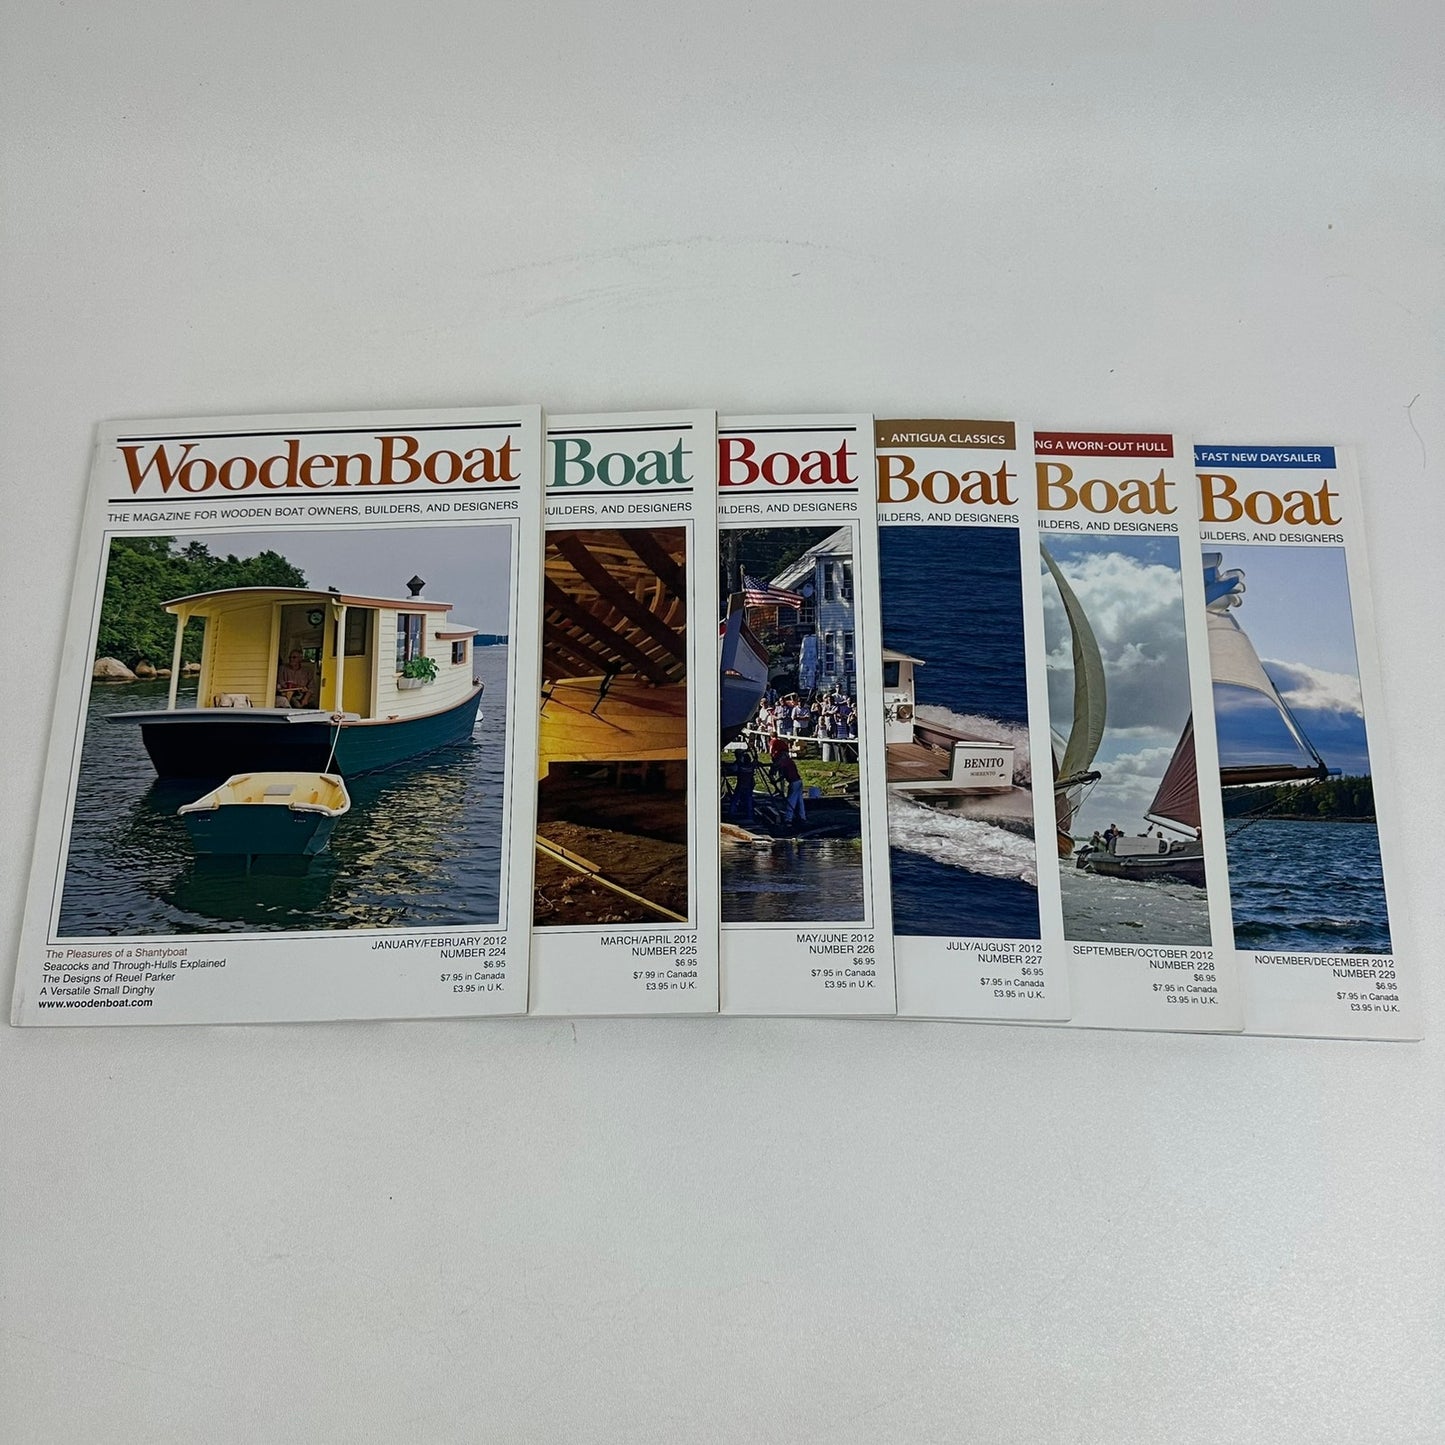 WoodenBoat
THE MAGAZINE FOR WOODEN BOAT OWNERS, BUILDERS, AND DESIGNERS
JANUARY/FEBRUARY 2012
NUMBER 224
$6.95
$7.95 in Canada
£3.95 in U.K.
The Pleasures of a Shantyboat
Seacocks and Through-Hulls Explained
The Designs of Reuel Parker
A Versatile Small Dinghy
www.woodenboat.com
Boat
BUILDERS, AND DESIGNERS
MARCH/APRIL 2012
NUMBER 225
$6.95
$7.99 in Canada
£3.95 in U.K.
Boat
UILDERS, AND DESIGNERS
MAY/JUNE 2012
NUMBER 226
$6.95
$7.95 in Canada
£3.95 in U.K.
• ANTIGUA CLASSICS
Boat
UILDERS, AND DESIGNERS
BENITO
SORRENTO
JULY/AUGUST 2012
NUMBER 227
$6.95
$7.95 in Canada
£3.95 in U.K.
NG A WORN-OUT HULL
Boat
UILDERS, AND DESIGNERS
SEPTEMBER/OCTOBER 2012
NUMBER 228
$6.95
$7.95 in Canada
£3.95 in U.K.
A FAST NEW DAYSAILER
Boat
UILDERS, AND DESIGNERS
NOVEMBER/DECEMBER 2012
NUMBER 229
$6.95
$7.95 in Canada
£3.95 in U.K.